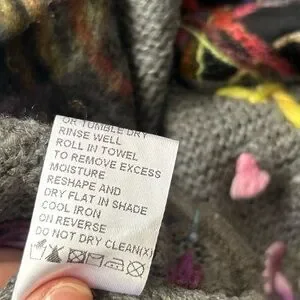 OR TUMBLE DRY
RINSE WELL
ROLL IN TOWEL
TO REMOVE EXCESS
MOISTURE
RESHAPE AND
DRY FLAT IN SHADE
COOL IRON
ON REVERSE
DO NOT DRY CLEAN(X)